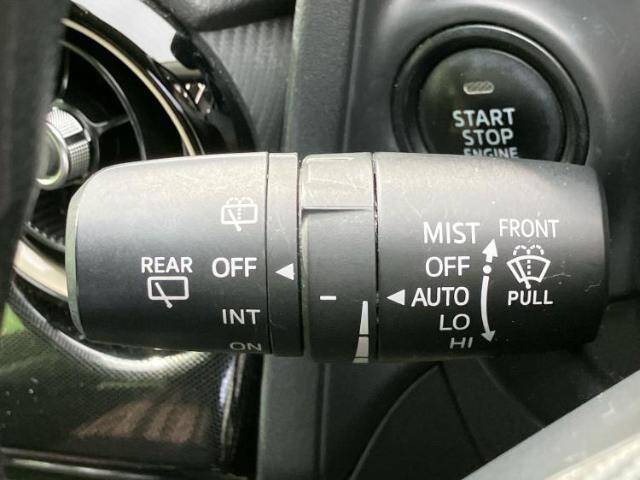 START
STOP
ENGINE
REAR
OFF
INT
ON
MIST
OFF
AUTO
LO
HI
FRONT
PULL